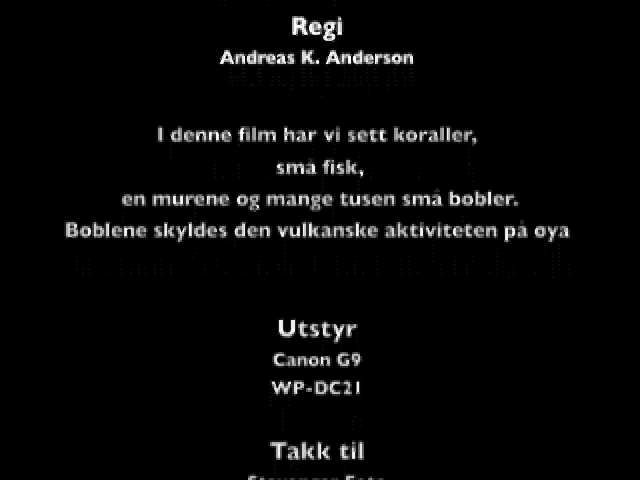 Regi
Andreas K. Anderson
I denne film har vi sett koraller,
små fisk,
en murene og mange tusen små bobler.
Boblene skyldes den vulkanske aktiviteten på øya
Utstyr
Canon G9
WP-DC21
Takk til